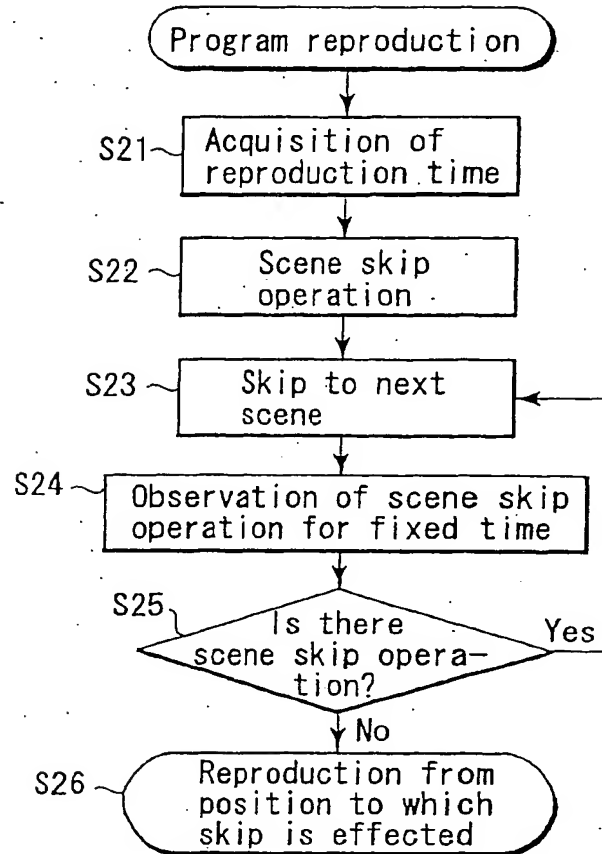 Program reproduction
S21
Acquisition of
reproduction time
S22
Scene skip
operation
S23
Skip to next
scene
S24
Observation of scene skip
operation for fixed time
S25
Is there
scene skip opera-
tion?
Yes
No
S26
Reproduction from
position to which
skip is effected